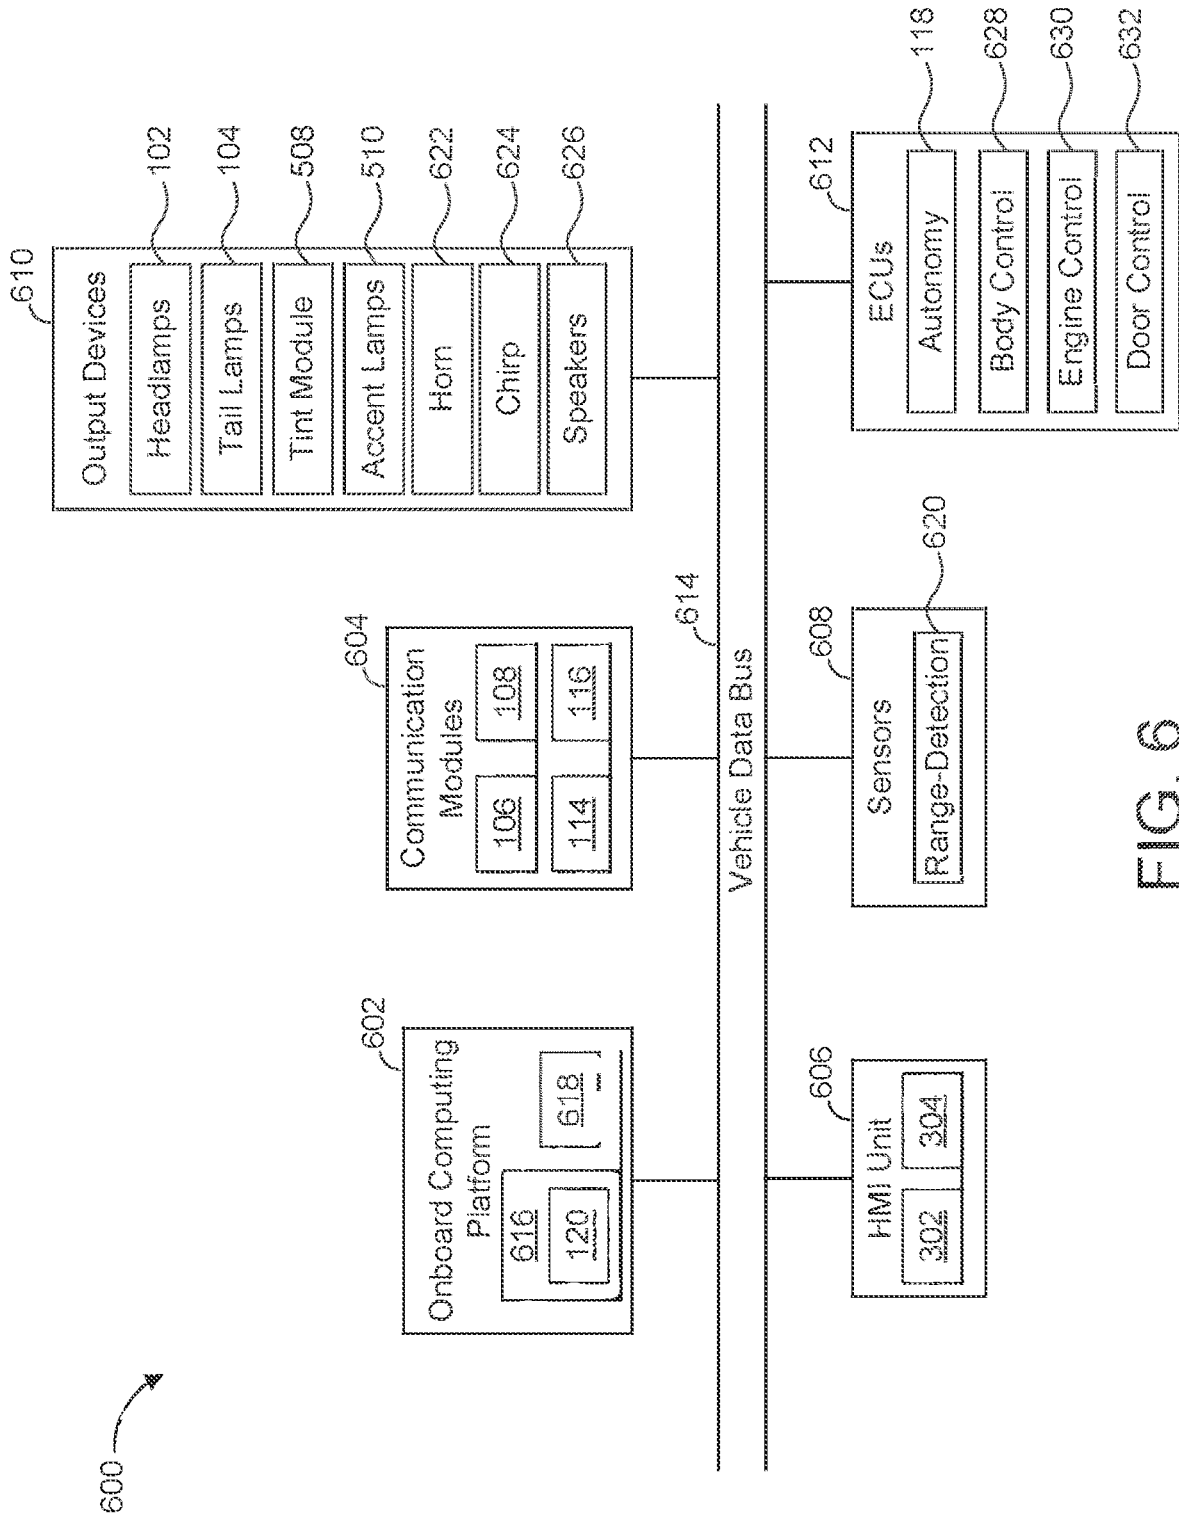 600
602
Onboard Computing
Platform
616
120
618
604
Communication
Modules
106
108
114
116
610
Output Devices
Headlamps
102
Tail Lamps
104
Tint Module
508
Accent Lamps
510
Horn
622
Chirp
624
Speakers
626
614
Vehicle Data Bus
606
HMI Unit
302
304
608
Sensors
Range-Detection
620
612
ECUs
Autonomy
118
Body Control
628
Engine Control
630
Door Control
632
FIG. 6